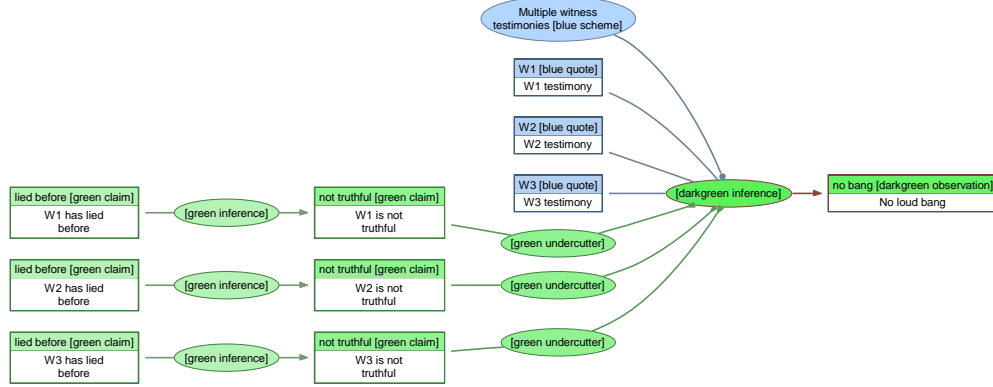 Multiple witness
testimonies [blue scheme]
W1 [blue quote]
W1 testimony
W2 [blue quote]
W2 testimony
W3 [blue quote]
W3 testimony
[darkgreen inference]
no bang [darkgreen observation]
No loud bang
lied before [green claim]
W1 has lied
before
[green inference]
not truthful [green claim]
W1 is not
truthful
[green undercutter]
lied before [green claim]
W2 has lied
before
[green inference]
not truthful [green claim]
W2 is not
truthful
[green undercutter]
lied before [green claim]
W3 has lied
before
[green inference]
not truthful [green claim]
W3 is not
truthful
[green undercutter]